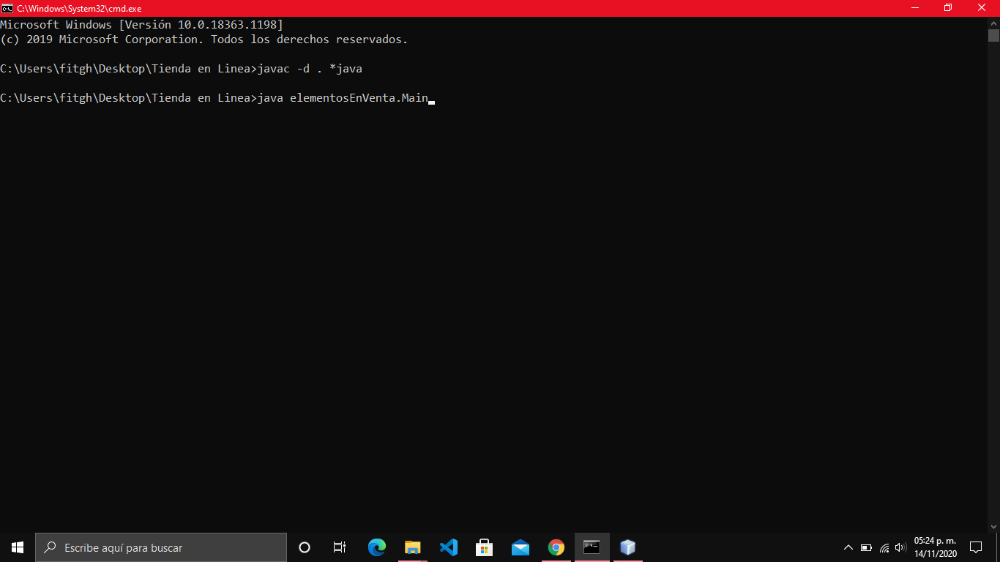 C:\Windows\System32\cmd.exe
Microsoft Windows [Versión 10.0.18363.1198]
(c) 2019 Microsoft Corporation. Todos los derechos reservados.
C:\Users\fitgh\Desktop\Tienda en Linea>javac -d . *java
C:\Users\fitgh\Desktop\Tienda en Linea>java elementosEnVenta.Main
Escribe aquí para buscar
05:24 p. m.
14/11/2020